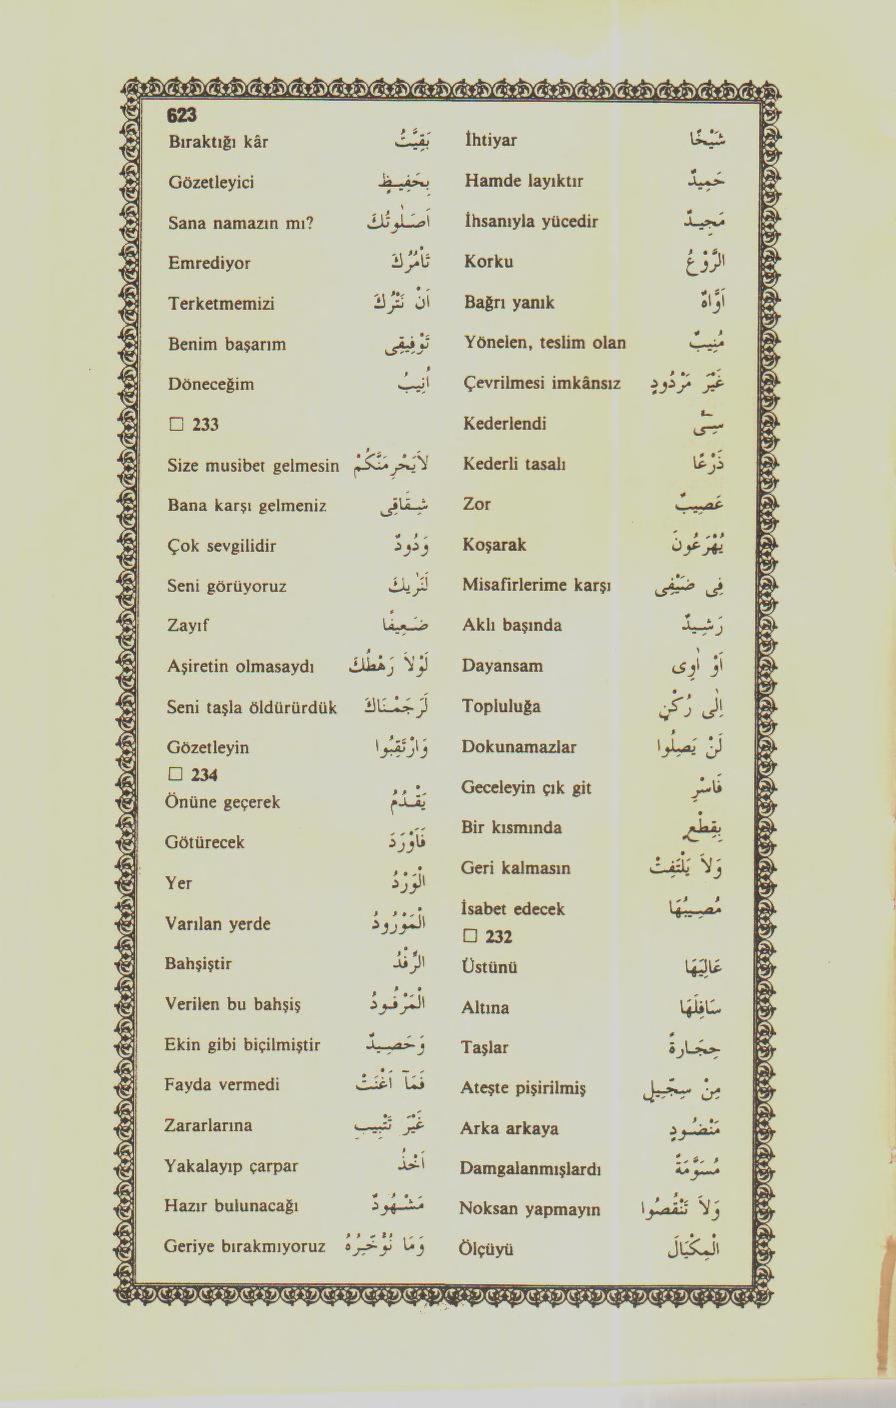 623
İhtiyar شَيْخًا
Hamde layıktır حَمِيدٌ
İhsanıyla yücedir مَجِيدٌ
Korku الرَّوْعُ
Bağrı yanık اَوَّاهٌ
Yönelen, teslim olan مُنِيبٌ
Çevrilmesi imkânsız غَيْرُ مَرْدُودٍ
Kederlendi سِىءَ
Kederli tasalı ذَرْعًا
Zor عَصِيبٌ
Koşarak يُهْرَعُونَ
Misafirlerime karşı فِى ضَيْفِى
Aklı başında رَشِيدٌ
Dayansam اَوْ اٰوِى
Topluluğa اِلٰى رُكْنٍ
Dokunamazlar لَنْ يَصِلُوا
Geceleyin çık git فَاَسْرِ
Bir kısmında بِقِطْعٍ
Geri kalmasın وَلاَ يَلْتَفِتْ
İsabet edecek مُصِيبُهَا
□ 232
Üstünü عَالِيَهَا
Altına سَافِلَهَا
Taşlar حِجَارَةً
Ateşte pişirilmiş مِنْ سِجِّيلٍ
Arka arkaya مَنْضُودٍ
Damgalanmışlardı مُسَوَّمَةً
Noksan yapmayın وَلاَ تَنْقُصُوا
Ölçüyü الْمِكْيَالَ
Bıraktığı kâr بَقِيَّتُ
Gözetleyici بِحَفِيظٍ
Sana namazın mı? اَصَلٰوتُكَ
Emrediyor تَأْمُرُكَ
Terketmemizi اَنْ نَتْرُكَ
Benim başarım تَوْفِيقِى
Döneceğim اُنِيبُ
□ 233
Size musibet gelmesin لاَيَجْرِمَنَّكُمْ
Bana karşı gelmeniz شِقَاقِى
Çok sevgilidir وَدُودٌ
Seni görüyoruz لَنَرٰيكَ
Zayıf ضَعِيفًا
Aşiretin olmasaydı لَوْلاَ رَهْطُكَ
Seni taşla öldürürdük لَرَجَمْنَاكَ
Gözetleyin وَارْتَقِبُوا
□ 234
Önüne geçerek يَقْدُمُ
Götürecek فَاَوْرَدَ
Yer الْوِرْدُ
Varılan yerde الْمَوْرُودُ
Bahşiştir الرِّفْدُ
Verilen bu bahşiş الْمَرْفُودُ
Ekin gibi biçilmiştir وَحَصِيدٌ
Fayda vermedi فَمَآ اَغْنَتْ
Zararlarına غَيْرَ تَتْبِيبٍ
Yakalayıp çarpar اَخْذُ
Hazır bulunacağı مَشْهُودٌ
Geriye bırakmıyoruz وَمَا نُؤَخِّرُهُ